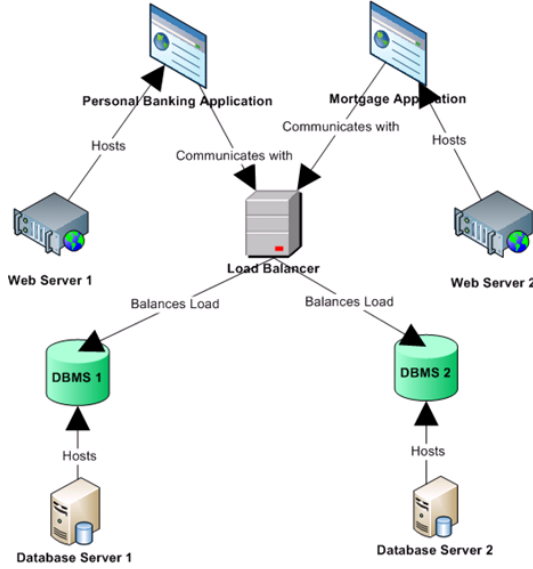 Personal Banking Application
Mortgage Application
Communicates with
Hosts
Hosts
Communicates with
Load Balancer
Web Server 1
Web Server 2
Balances Load
Balances Load
DBMS 1
DBMS 2
Hosts
Hosts
Database Server 1
Database Server 2